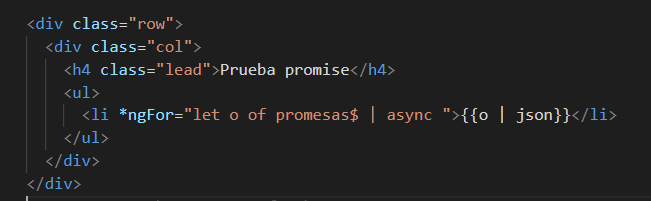 <div class="row">
<div class="col">
<h4 class="lead">Prueba promise</h4>
<ul>
<li *ngFor="let o of promesas$ | async ">{{o | json}}</li>
</ul>
</div>
</div>